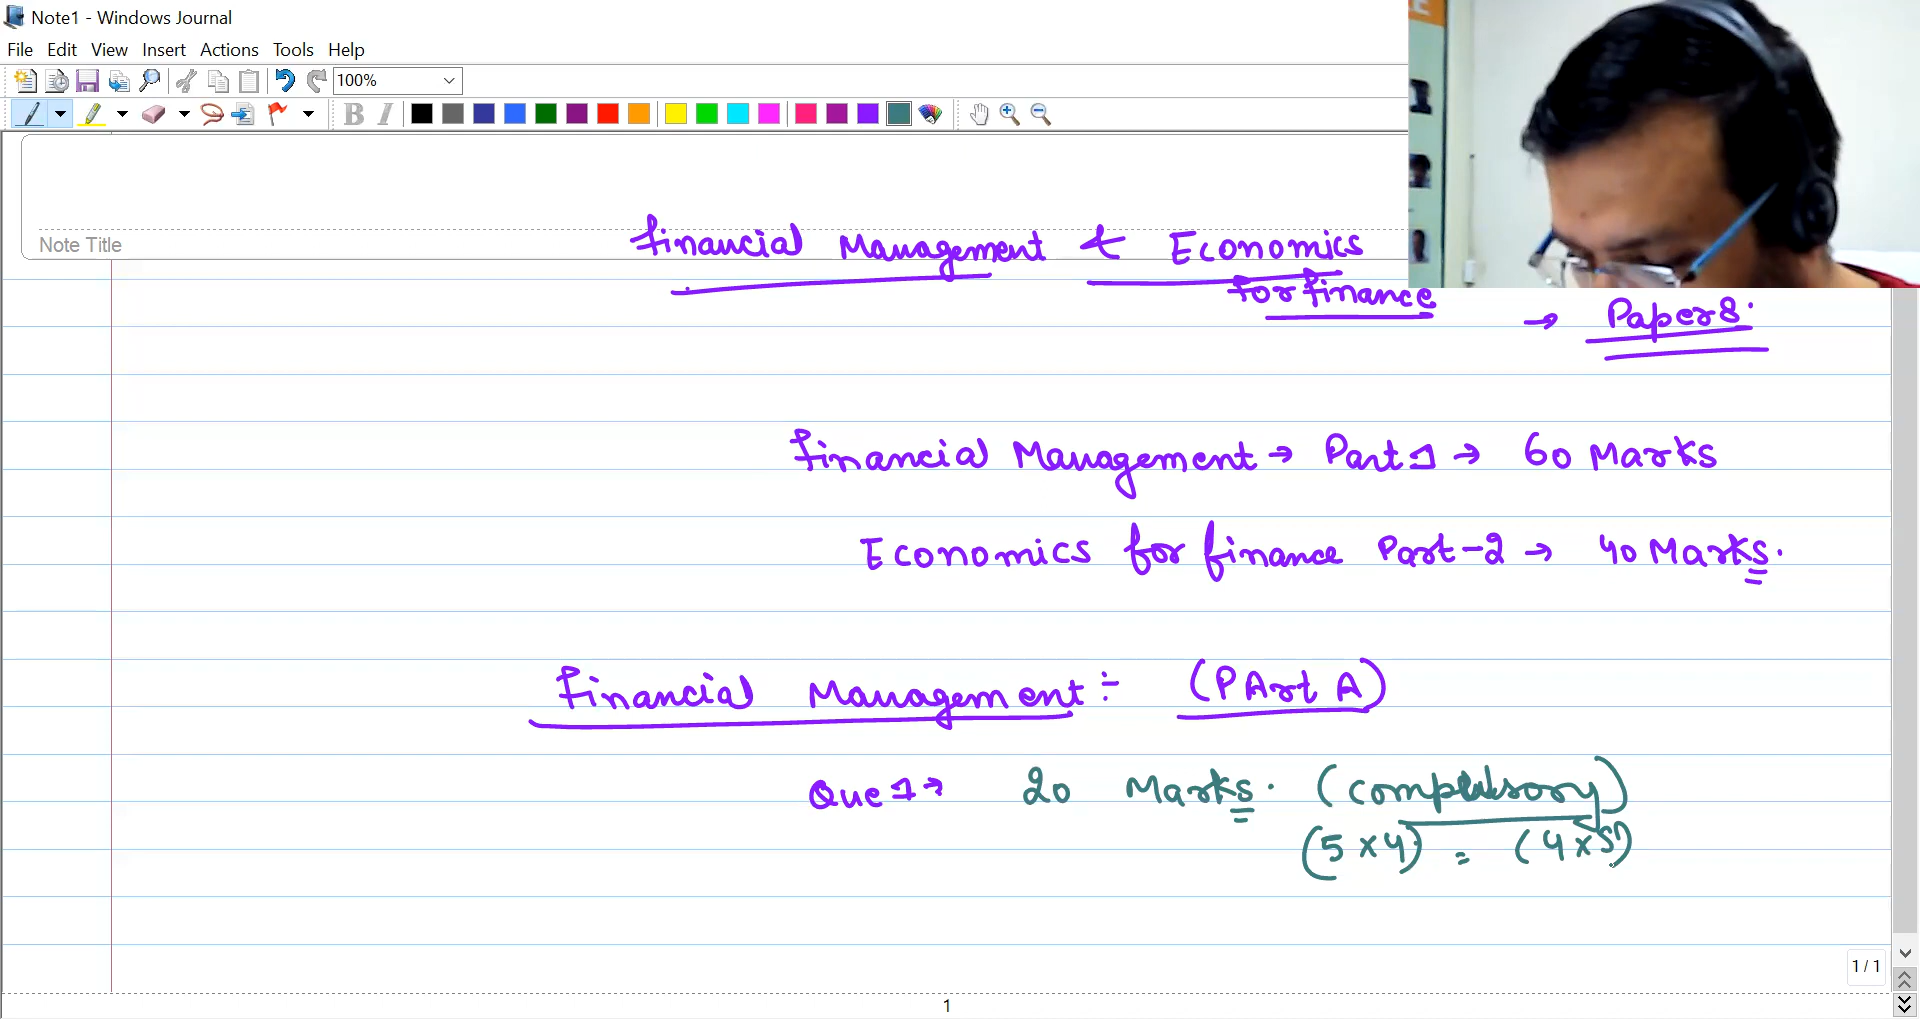 Note1 - Windows Journal
File Edit View Insert Actions Tools Help
100%
B I
Note Title
Financial Management & Economics
for finance
→ Paper 8.
Financial Management → Part 1 → 60 Marks
Economics for finance Part-2 → 40 Marks.
Financial Management :- (PArt A)
Que 1 → 20 Marks. (compulsory)
(5 x 4) = (4 x 5)
1 / 1
1